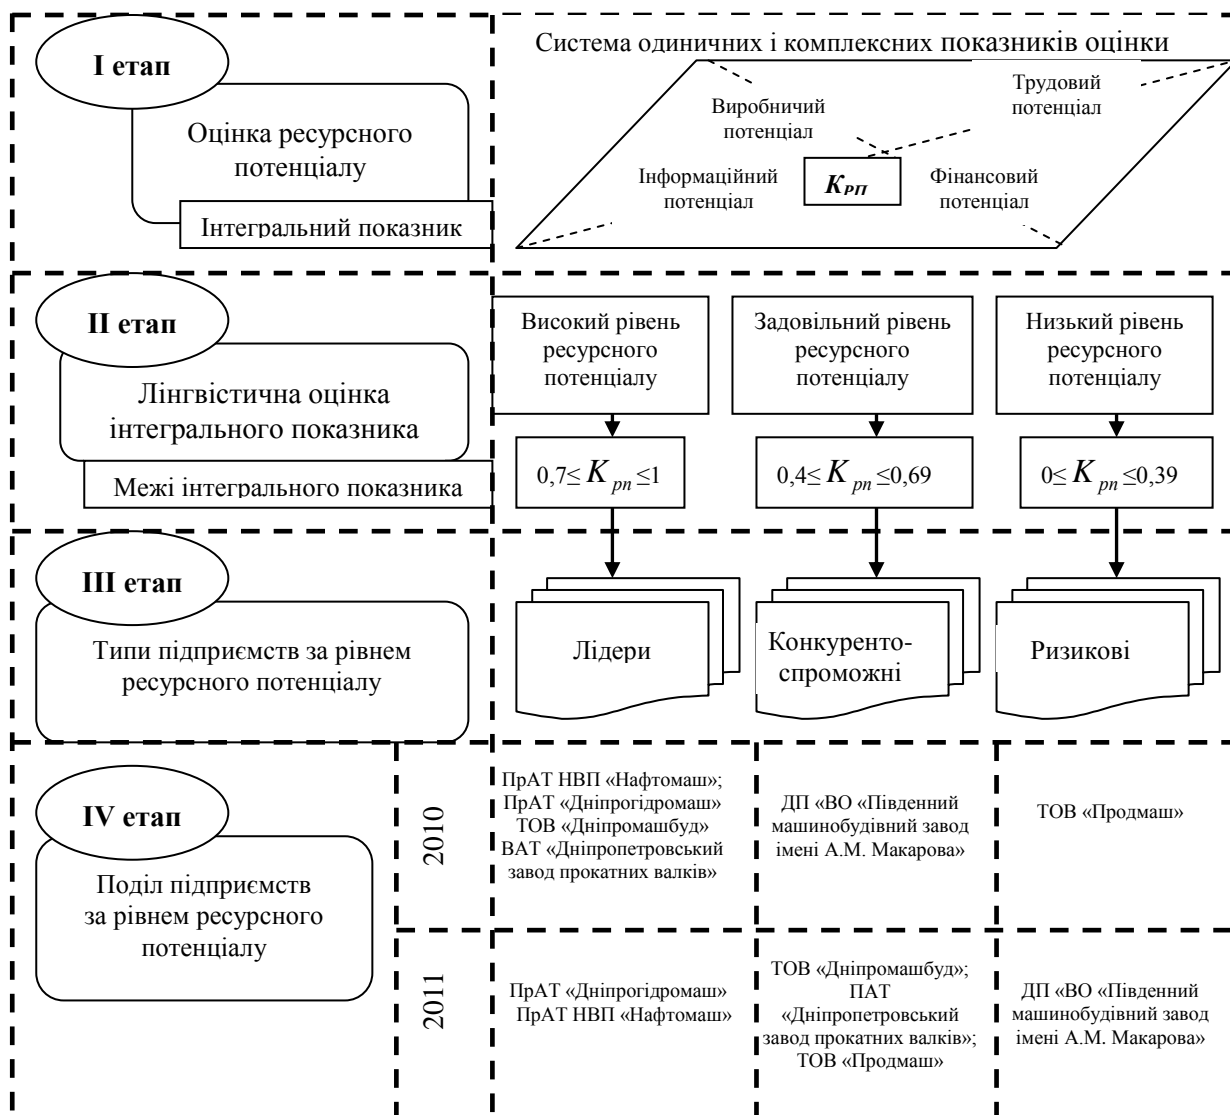 І етап
Оцінка ресурсного
потенціалу
Інтегральний показник
Система одиничних і комплексних показників оцінки
Виробничий
потенціал
Трудовий
потенціал
Інформаційний
потенціал
КРП
Фінансовий
потенціал
ІІ етап
Лінгвістична оцінка
інтегрального показника
Межі інтегрального показника
Високий рівень
ресурсного
потенціалу
Задовільний рівень
ресурсного
потенціалу
Низький рівень
ресурсного
потенціалу
0,7≤ K рп ≤1
0,4≤ K рп ≤0,69
0≤ K рп ≤0,39
ІІІ етап
Типи підприємств за рівнем
ресурсного потенціалу
Лідери
Конкуренто-
спроможні
Ризикові
IV етап
Поділ підприємств
за рівнем ресурсного
потенціалу
2010
ПрАТ НВП «Нафтомаш»;
ПрАТ «Дніпрогідромаш»
ТОВ «Дніпромашбуд»
ВАТ «Дніпропетровський
завод прокатних валків»
ДП «ВО «Південний
машинобудівний завод
імені А.М. Макарова»
ТОВ «Продмаш»
2011
ПрАТ «Дніпрогідромаш»
ПрАТ НВП «Нафтомаш»
ТОВ «Дніпромашбуд»;
ПАТ
«Дніпропетровський
завод прокатних валків»;
ТОВ «Продмаш»
ДП «ВО «Південний
машинобудівний завод
імені А.М. Макарова»